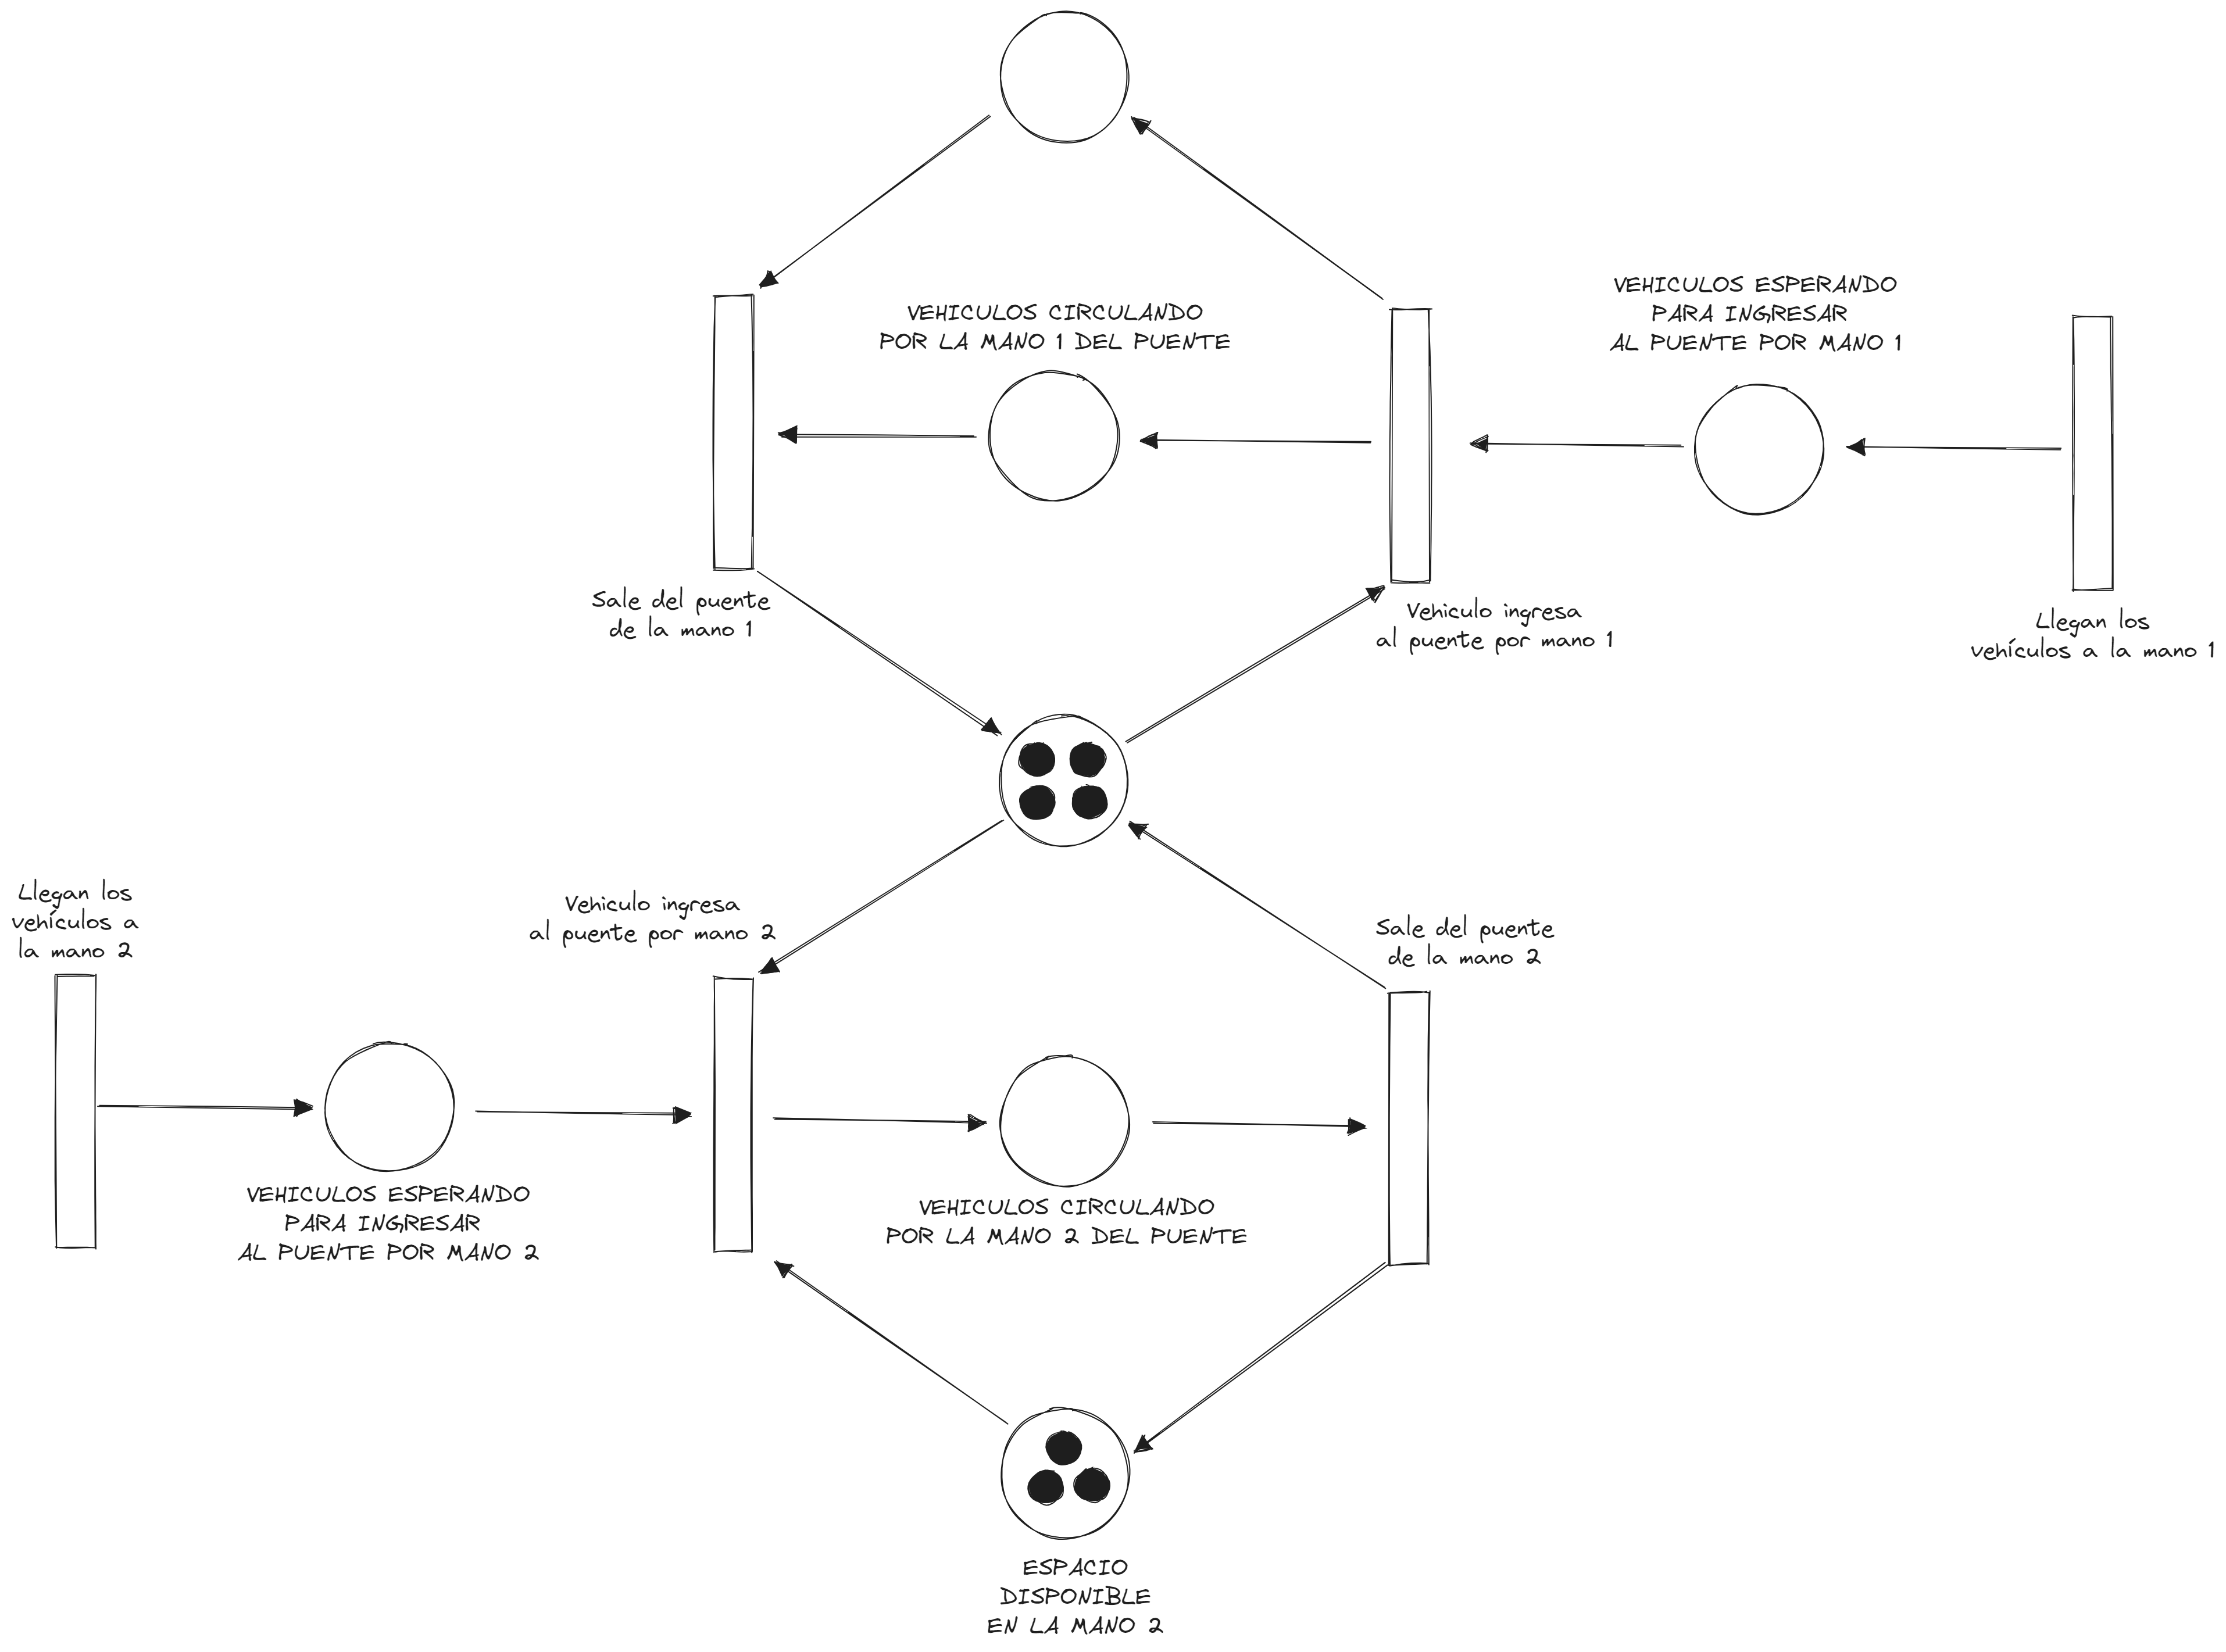 VEHICULOS CIRCULANDO
POR LA MANO 1 DEL PUENTE
VEHICULOS ESPERANDO
PARA INGRESAR
AL PUENTE POR MANO 1
Sale del puente
de la mano 1
Vehiculo ingresa
al puente por mano 1
Llegan los
vehículos a la mano 1
Llegan los
vehículos a
la mano 2
Vehiculo ingresa
al puente por mano 2
Sale del puente
de la mano 2
VEHICULOS ESPERANDO
PARA INGRESAR
AL PUENTE POR MANO 2
VEHICULOS CIRCULANDO
POR LA MANO 2 DEL PUENTE
ESPACIO
DISPONIBLE
EN LA MANO 2